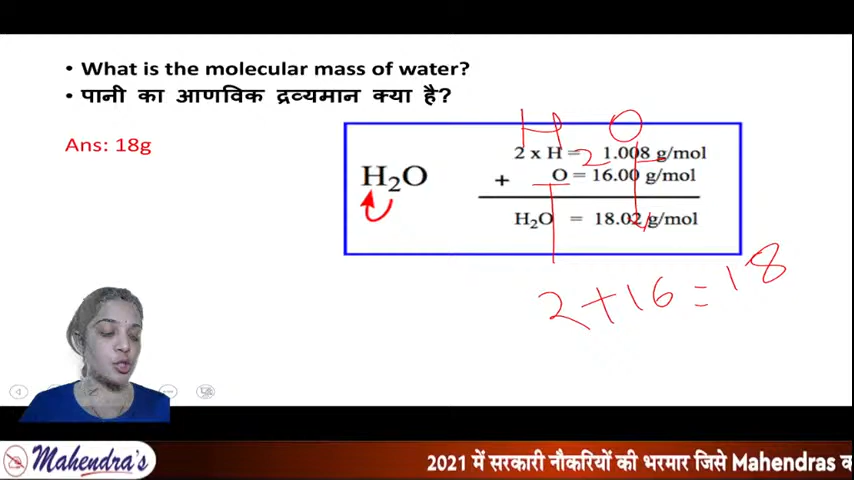 • What is the molecular mass of water?
• पानी का आणविक द्रव्यमान क्या है?
Ans: 18g
H₂O
2 x H = 1.008 g/mol
+ O = 16.00 g/mol
H₂O = 18.02 g/mol
H₂O
2+16=18
Mahendra's
2021 में सरकारी नौकरियों की भरमार जिसे Mahendras